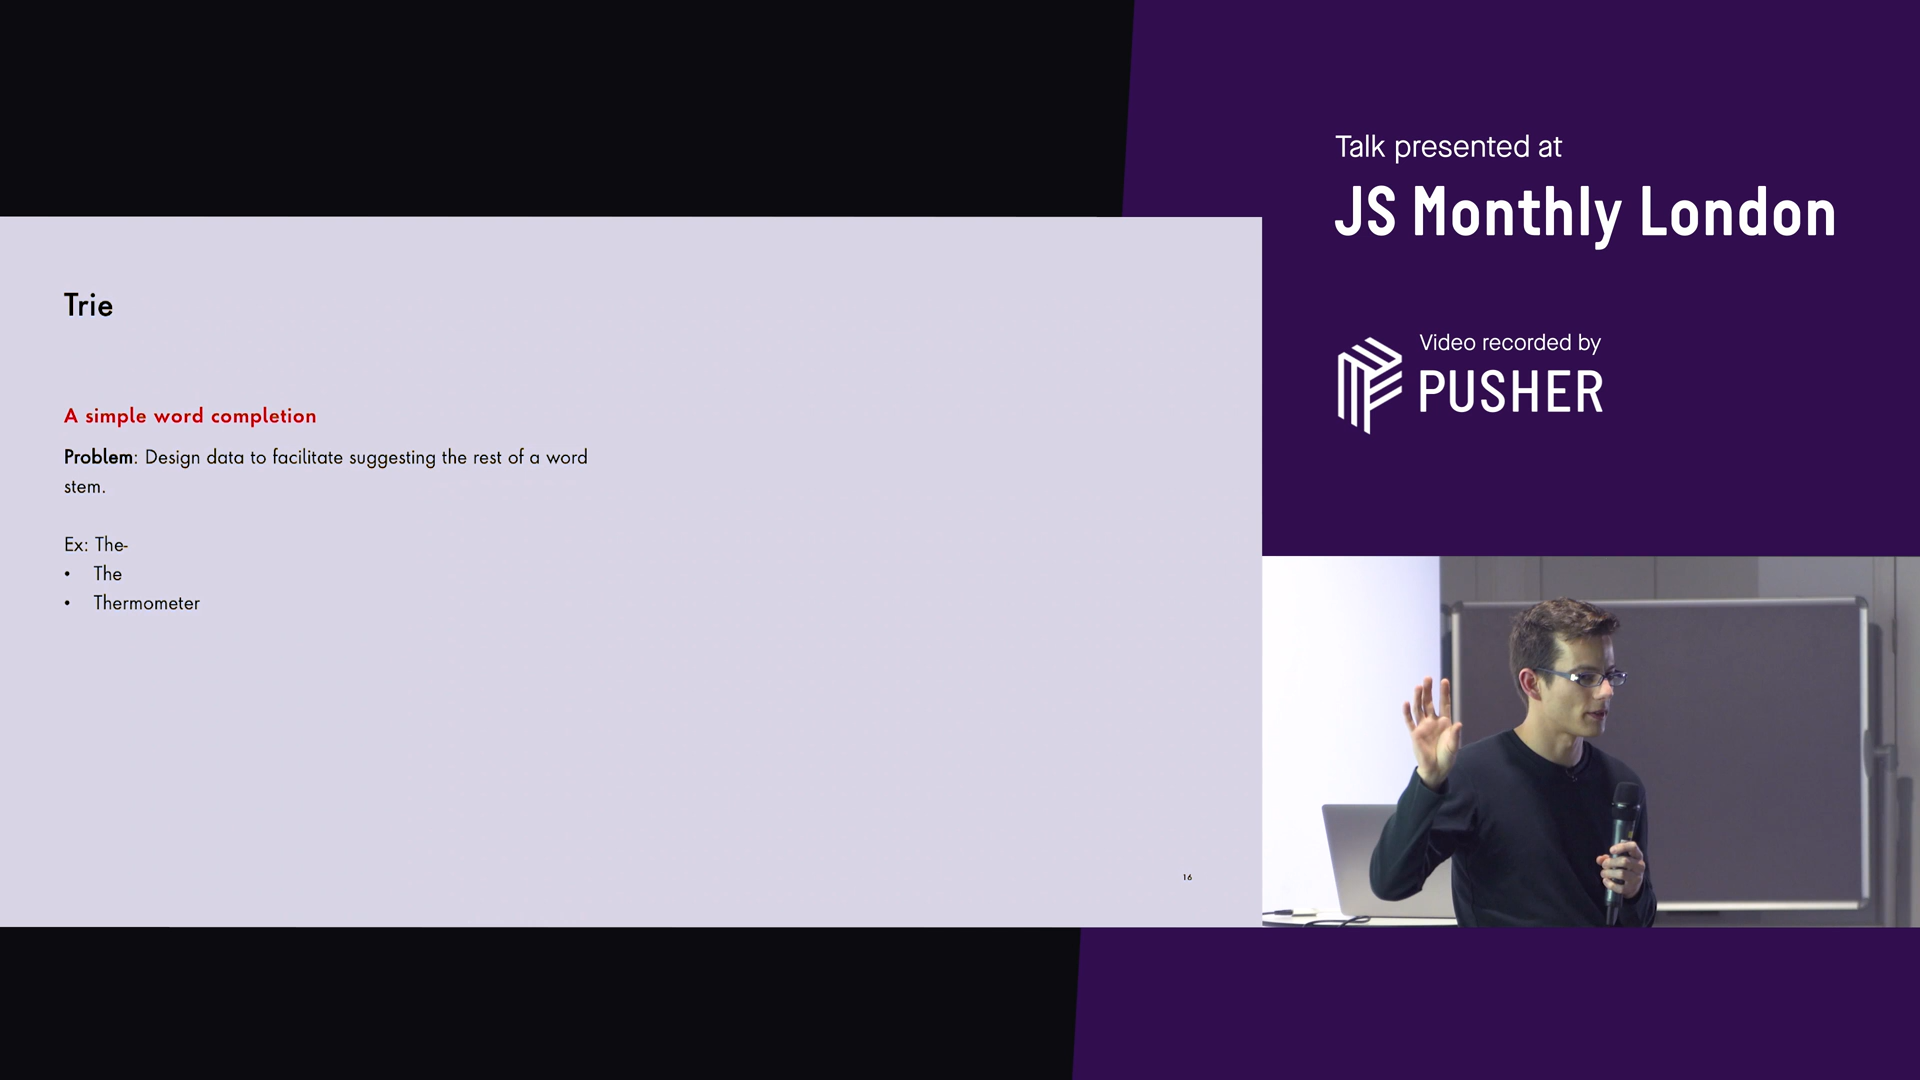 Talk presented at
JS Monthly London
Video recorded by
PUSHER
Trie
A simple word completion
Problem: Design data to facilitate suggesting the rest of a word
stem.
Ex: The-
• The
• Thermometer
16